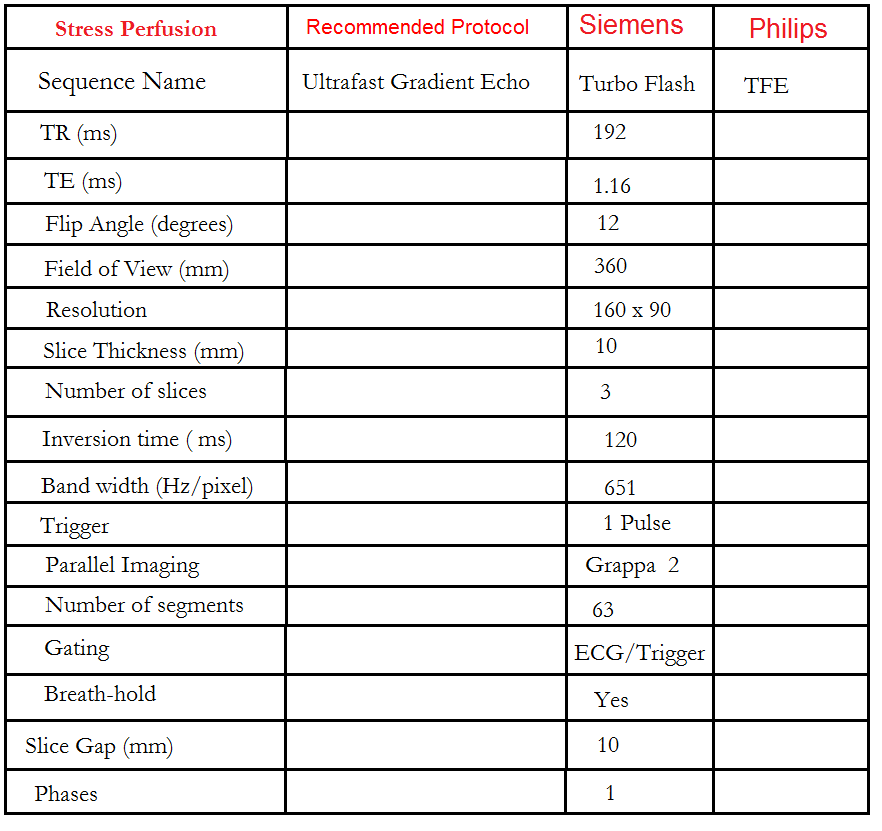 Stress Perfusion Recommended Protocol Siemens Philips
Sequence Name Ultrafast Gradient Echo Turbo Flash TFE
TR (ms) 192
TE (ms) 1.16
Flip Angle (degrees) 12
Field of View (mm) 360
Resolution 160 x 90
Slice Thickness (mm) 10
Number of slices 3
Inversion time ( ms) 120
Band width (Hz/pixel) 651
Trigger 1 Pulse
Parallel Imaging Grappa 2
Number of segments 63
Gating ECG/Trigger
Breath-hold Yes
Slice Gap (mm) 10
Phases 1